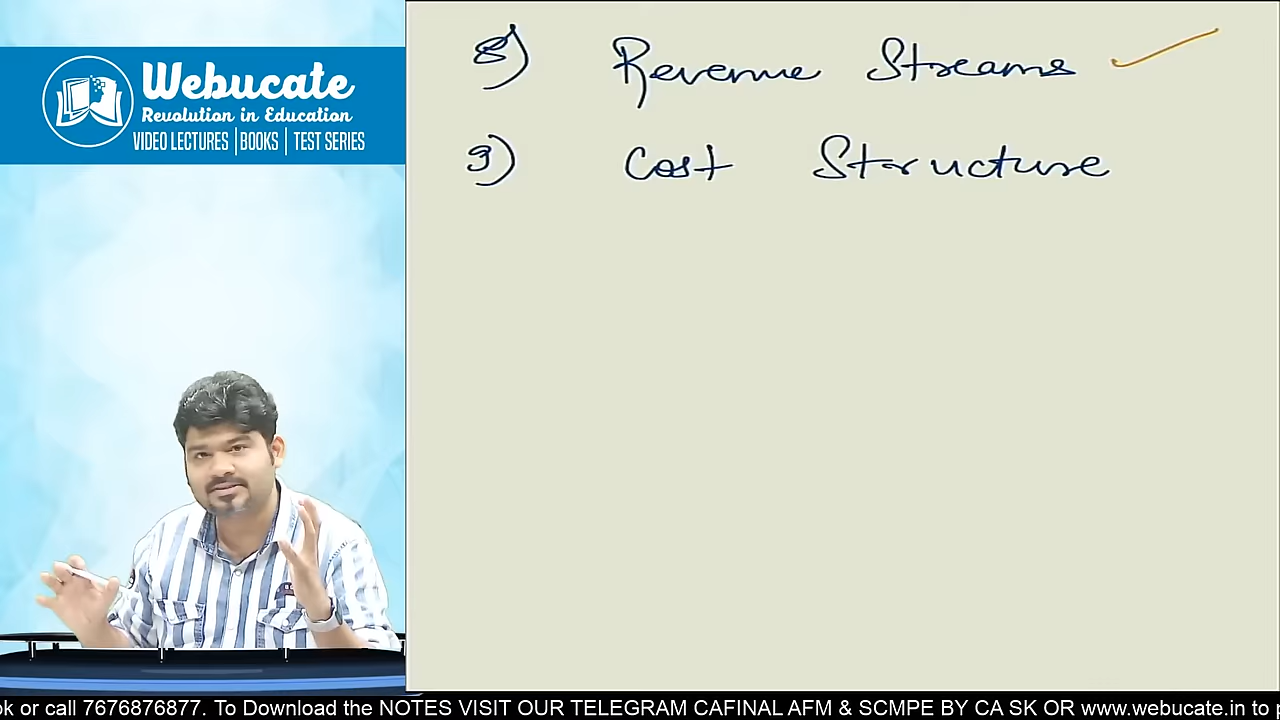 Webucate
Revolution in Education
VIDEO LECTURES | BOOKS | TEST SERIES
8) Revenue Streams
9) Cost Structure
ok or call 7676876877. To Download the NOTES VISIT OUR TELEGRAM CAFINAL AFM & SCMPE BY CA SK OR www.webucate.in to p